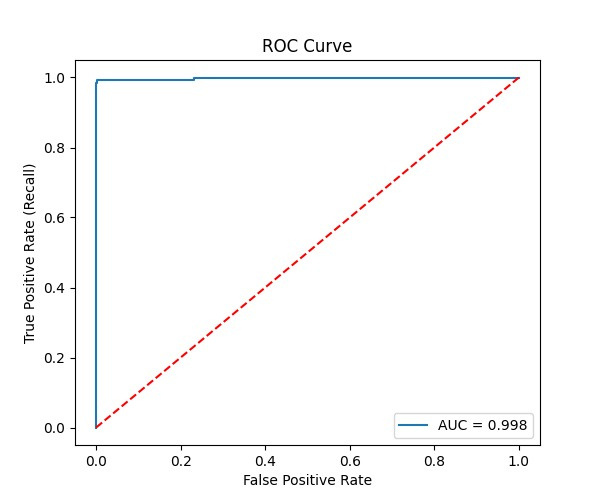 ROC Curve
True Positive Rate (Recall)
1.0
0.8
0.6
0.4
0.2
0.0
AUC = 0.998
0.0 0.2 0.4 0.6 0.8 1.0
False Positive Rate